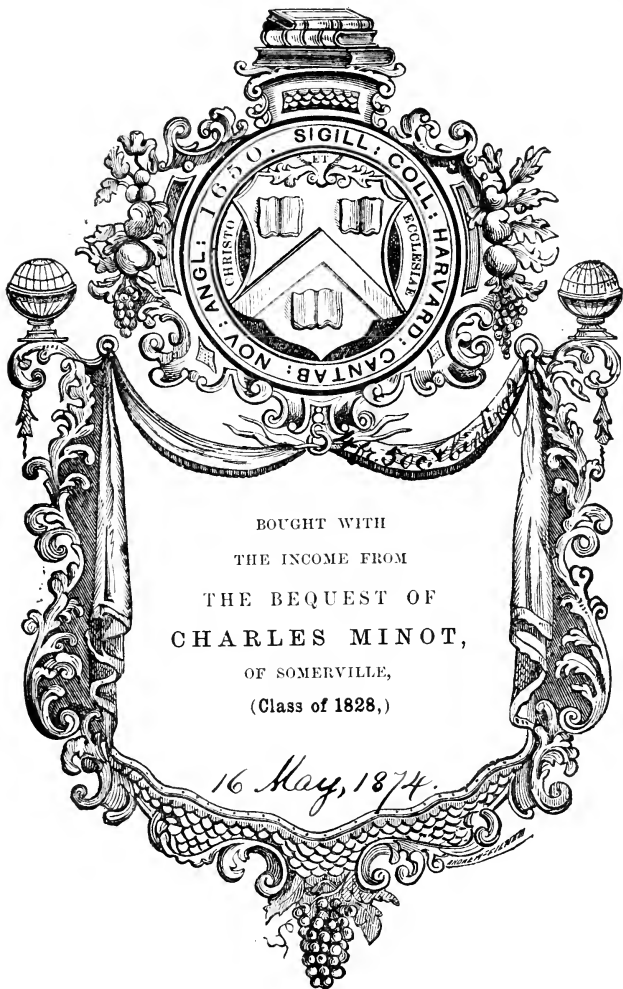 SIGILL: COLL: HARVARD: CANTAB: NOV: ANGL: 1650.
ET
CHRISTO
ECCLESIAE
BOUGHT WITH
THE INCOME FROM
THE BEQUEST OF
CHARLES MINOT,
OF SOMERVILLE,
(Class of 1828,)
16 May, 1874.